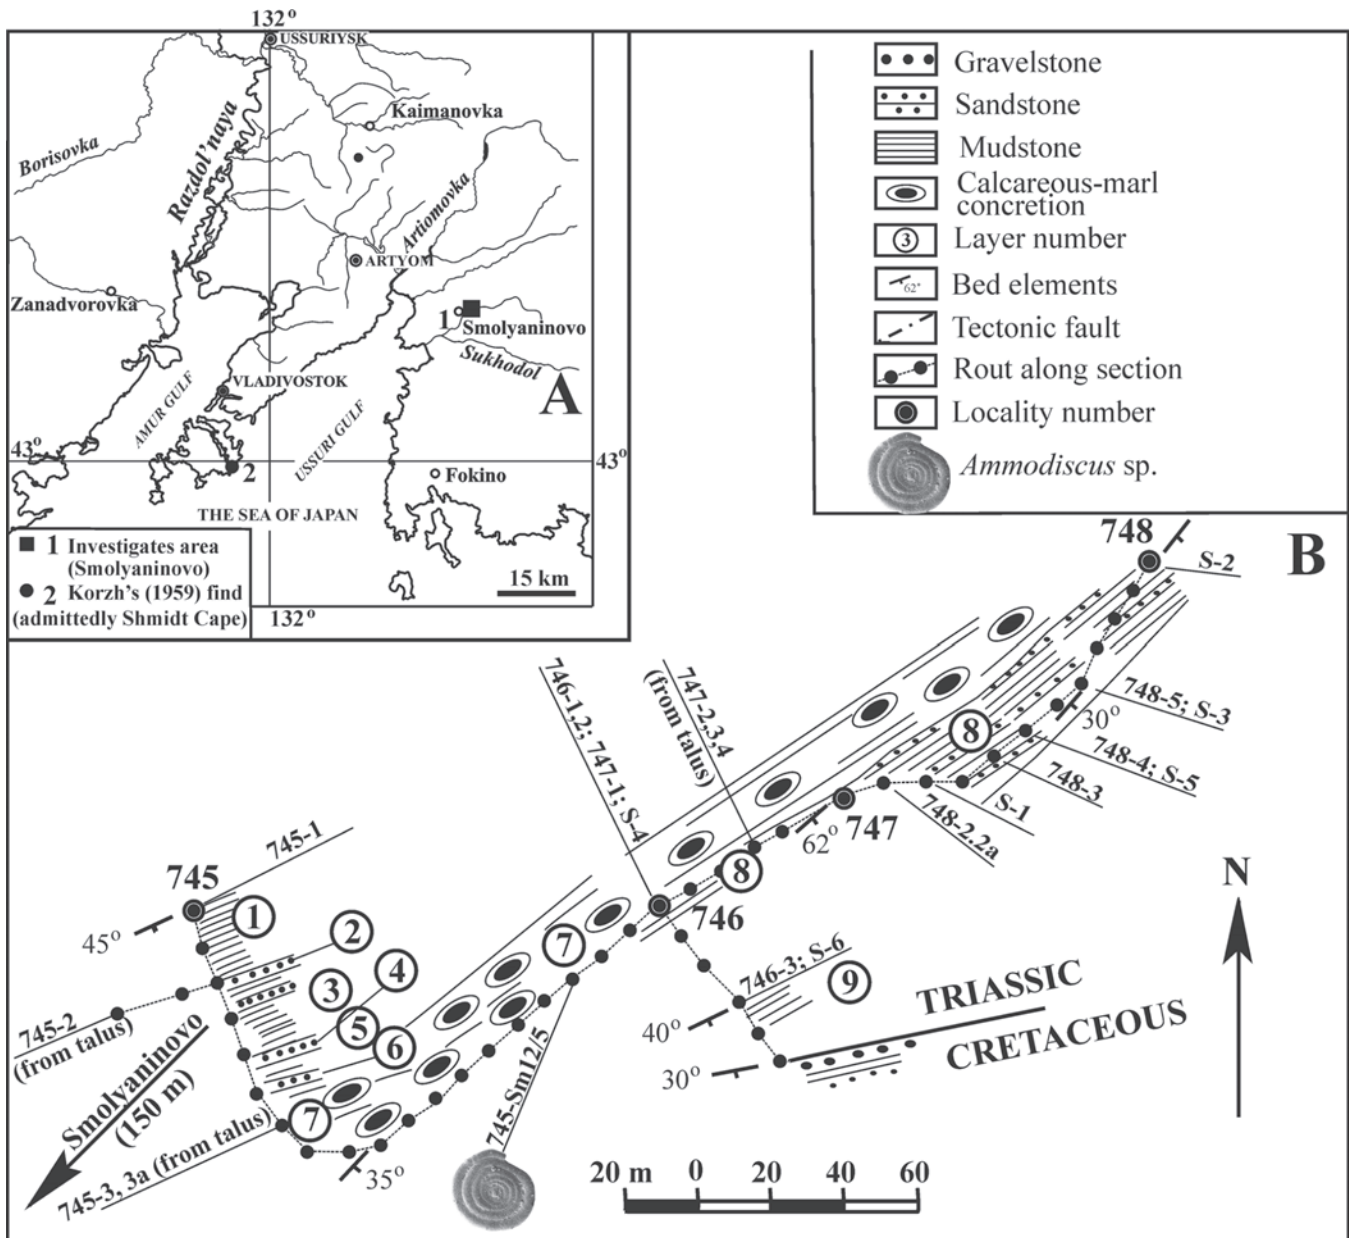 132°
USSURIYSK
Kaimanovka
Borisovka
Razdol'naya
Artiomovka
ARTYOM
Zanadvorovka
1
Smolyaninovo
Sukhodol
VLADIVOSTOK
A
AMUR GULF
USSURI GULF
43°
43°
2
Fokino
THE SEA OF JAPAN
1 Investigates area
(Smolyaninovo)
2 Korzh's (1959) find
(admittedly Shmidt Cape)
15 km
132°
Gravelstone
Sandstone
Mudstone
Calcareous-marl
concretion
3
Layer number
62°
Bed elements
Tectonic fault
Rout along section
Locality number
Ammodiscus sp.
B
748
S-2
746-1,2; 747-1; S-4
747-2,3,4
(from talus)
8
30°
748-5; S-3
748-4; S-5
748-3
S-1
748-2.2a
747
62°
8
745-1
745
1
45°
2
746
7
4
3
5
6
746-3; S-6
9
N
TRIASSIC
CRETACEOUS
40°
30°
745-2
(from talus)
Smolyaninovo
(150 m)
7
745-3, 3a (from talus)
35°
745-Sm12/5
20 m 0 20 40 60